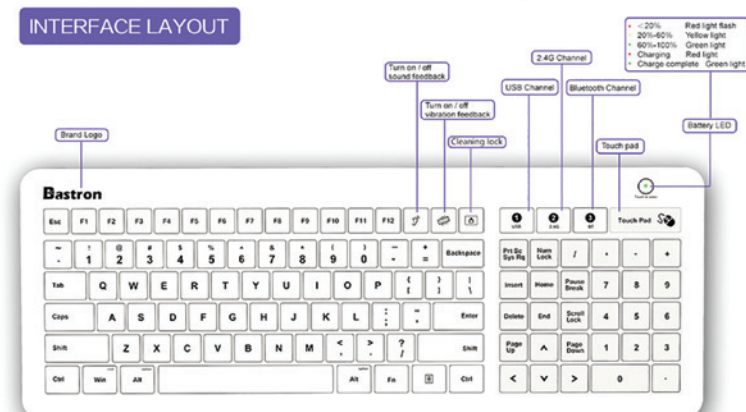 INTERFACE LAYOUT
<20% Red light flash
20%-60% Yellow light
60%-100% Green light
Charging Red light
Charge complete Green light
2.4G Channel
Turn on / off
sound feedback
USB Channel
Bluetooth Channel
Turn on / off
vibration feedback
Battery LED
Brand Logo
Cleaning lock
Touch pad
Bastron
Esc F1 F2 F3 F4 F5 F6 F7 F8 F9 F10 F11 F12
1 USB 2 2.4G 3 BT Touch Pad
~ ! @ # $ % ^ & * ( ) — +
· 1 2 3 4 5 6 7 8 9 0 - = Backspace
Prt Sc
Sys Rq
Num
Lock
/ * - +
Tab Q W E R T Y U I O P { [ } ] | \
Insert Home Pause
Break
7 8 9
Caps A S D F G H J K L : ; Enter
Delete End Scroll
Lock
4 5 6
Shift Z X C V B N M < , > . ? / Shift
Page
Up
^ Page
Down
1 2 3
Ctrl Win Alt Alt Fn Ctrl
< v > 0 .